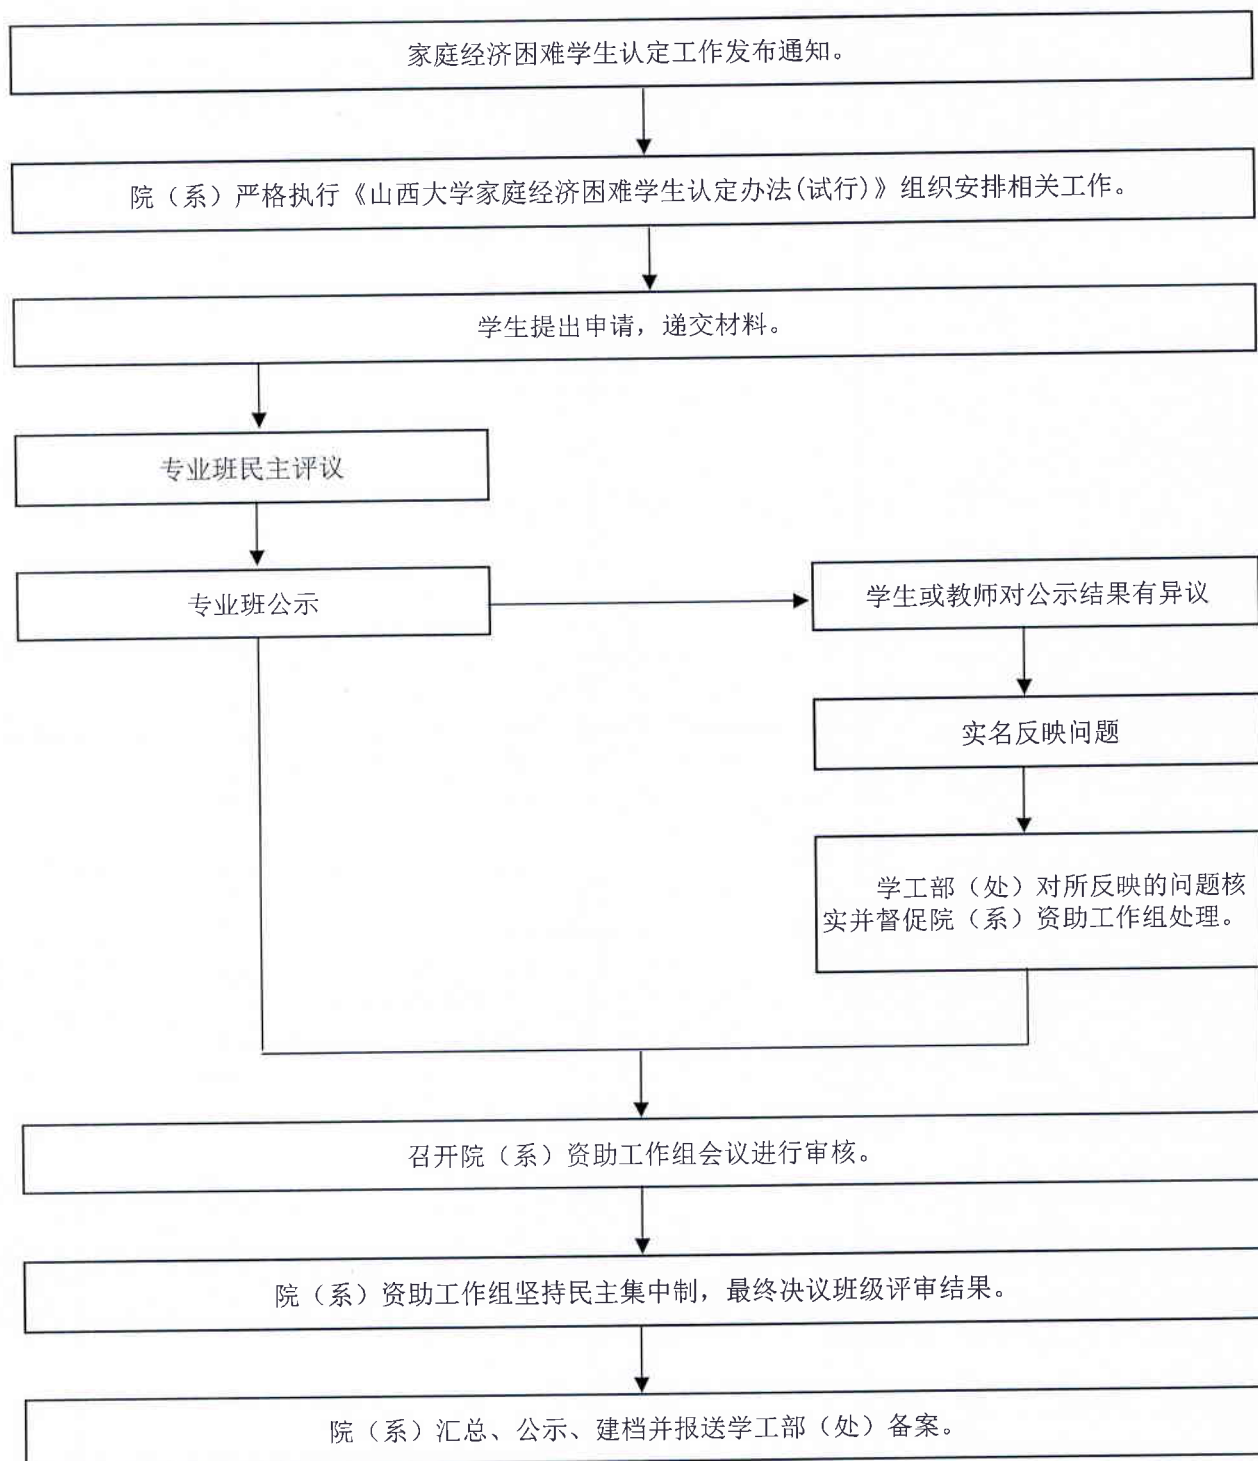 家庭经济困难学生认定工作发布通知。
院（系）严格执行《山西大学家庭经济困难学生认定办法(试行)》组织安排相关工作。
学生提出申请，递交材料。
专业班民主评议
专业班公示
学生或教师对公示结果有异议
实名反映问题
学工部（处）对所反映的问题核
实并督促院（系）资助工作组处理。
召开院（系）资助工作组会议进行审核。
院（系）资助工作组坚持民主集中制，最终决议班级评审结果。
院（系）汇总、公示、建档并报送学工部（处）备案。